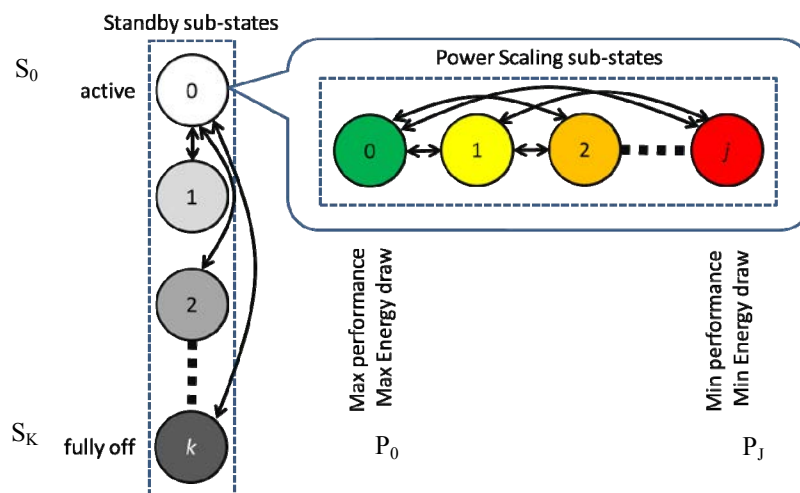 Standby sub-states
S0
active
0
1
2
k
SK
fully off
Power Scaling sub-states
0
1
2
j
Max performance
Max Energy draw
Min performance
Min Energy draw
P0
PJ